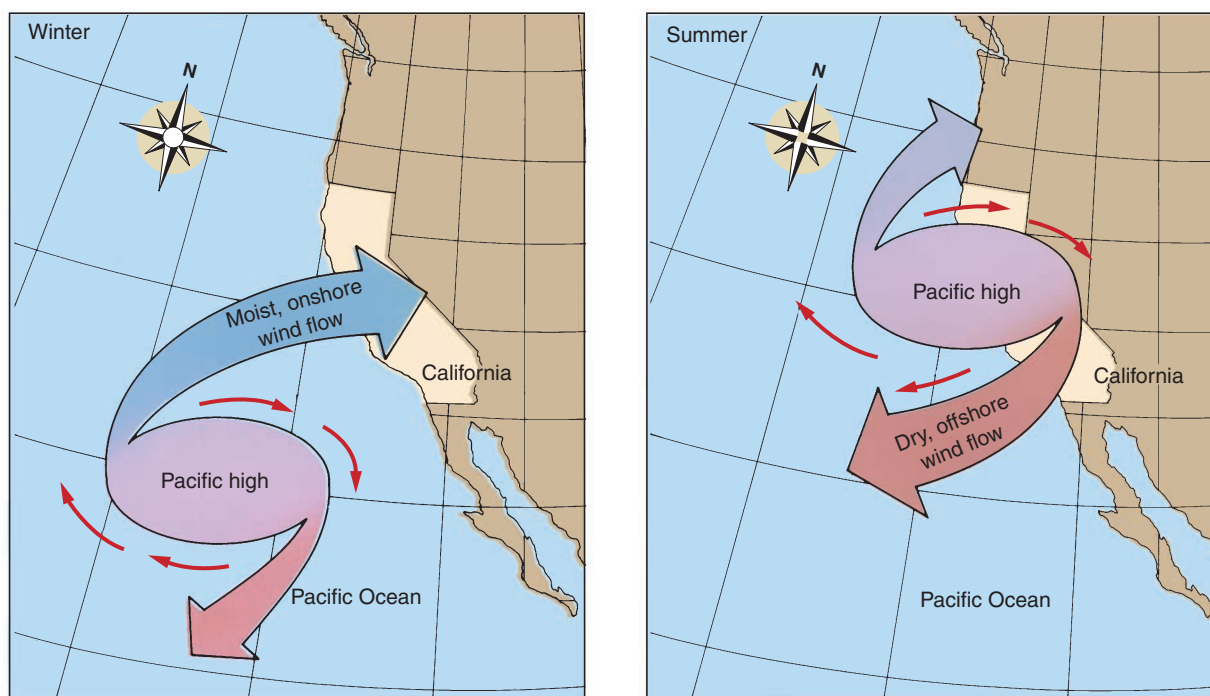 Winter
N
Moist, onshore
wind flow
California
Pacific high
Pacific Ocean
Summer
N
Pacific high
California
Dry, offshore
wind flow
Pacific Ocean